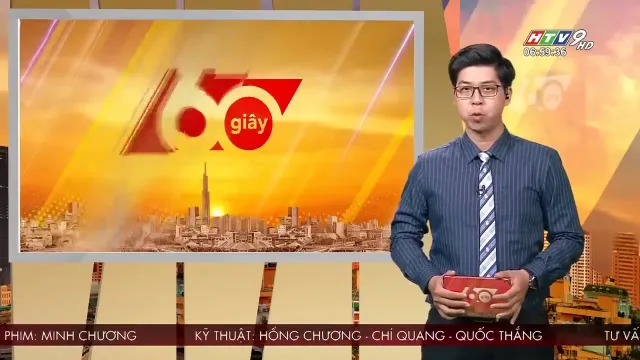 HTV9 HD
06:59:36
60 giây
60
PHIM: MINH CHƯƠNG KỸ THUẬT: HỒNG CHƯƠNG - CHÍ QUANG - QUỐC THẮNG TƯ VẤ